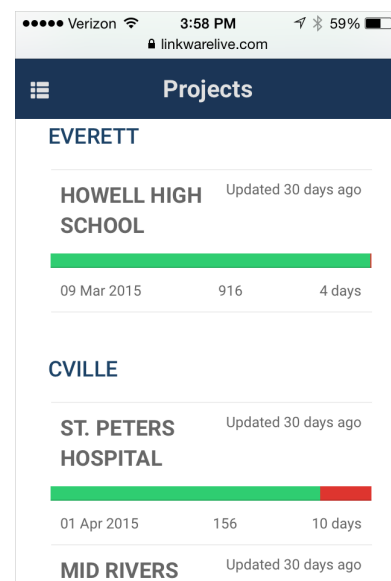 Verizon 3:58 PM 59%
linkwarelive.com
Projects
EVERETT
HOWELL HIGH Updated 30 days ago
SCHOOL
09 Mar 2015 916 4 days
CVILLE
ST. PETERS Updated 30 days ago
HOSPITAL
01 Apr 2015 156 10 days
MID RIVERS Updated 30 days ago